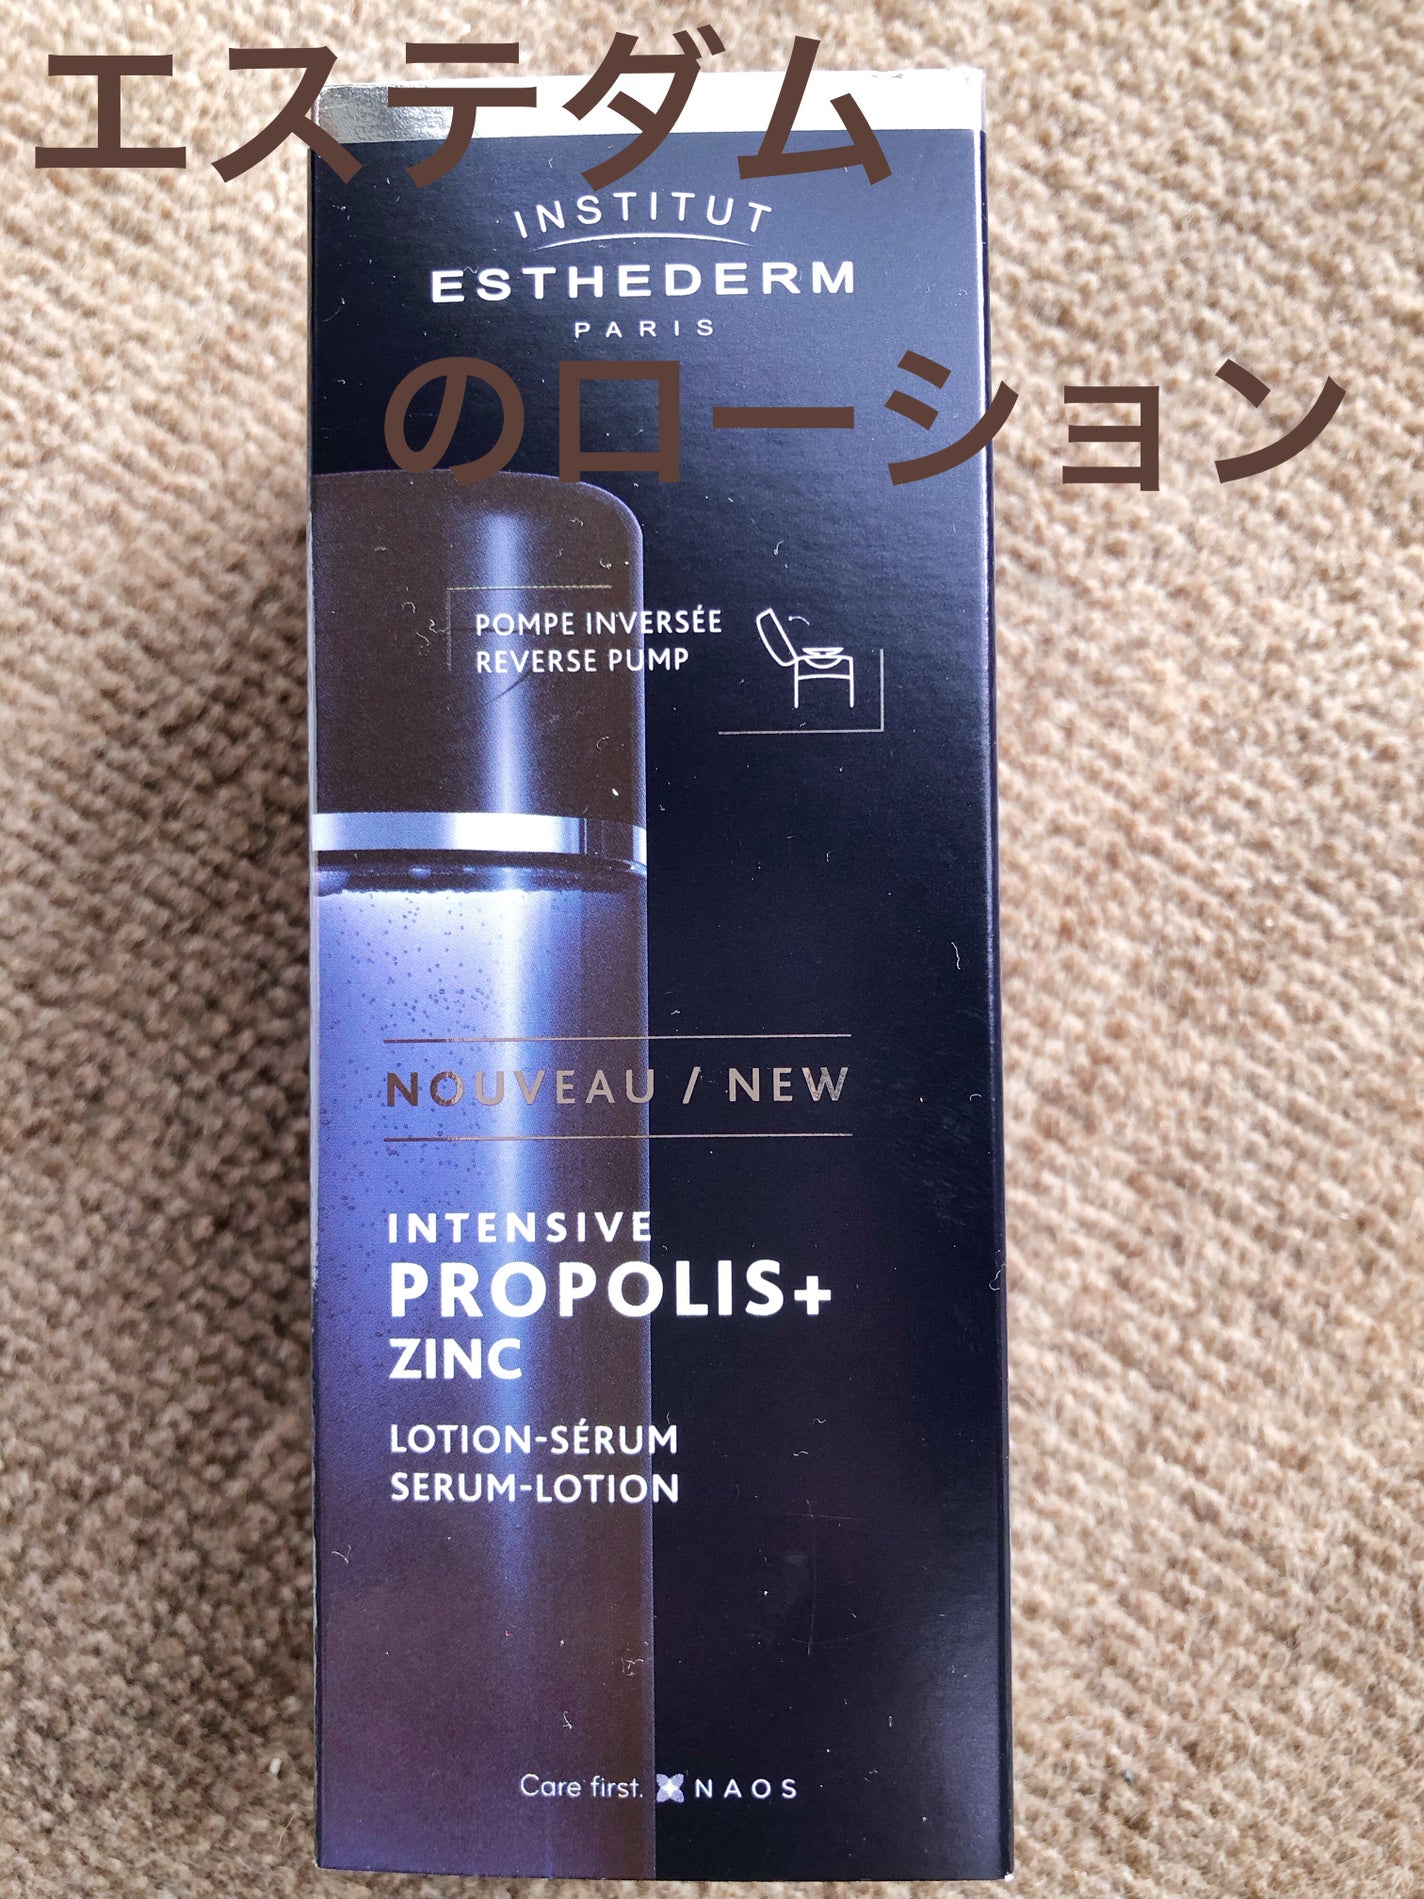 エステダム
INSTITUT
ESTHEDERM
PARIS
のローション
POMPE INVERSÉE
REVERSE PUMP
NOUVEAU / NEW
INTENSIVE
PROPOLIS+
ZINC
LOTION-SÉRUM
SERUM-LOTION
Care first. NAOS